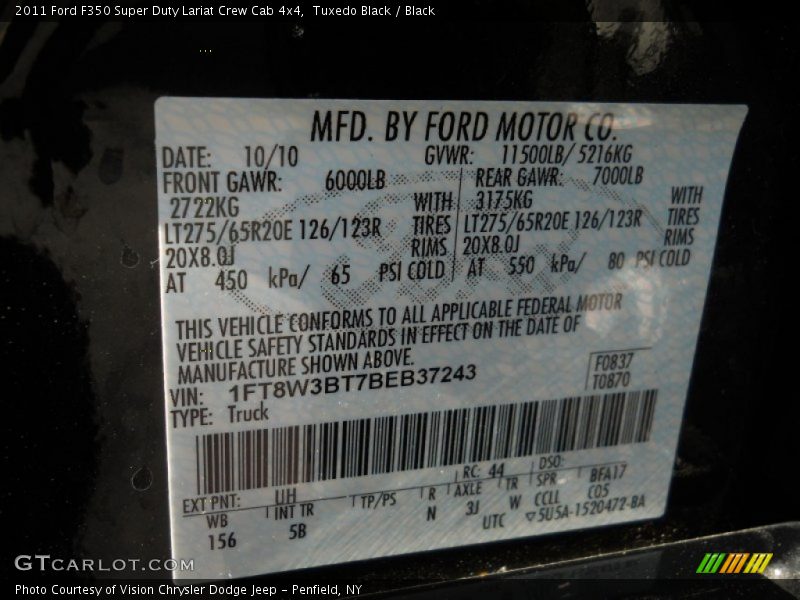 2011 Ford F350 Super Duty Lariat Crew Cab 4x4, Tuxedo Black / Black
MFD. BY FORD MOTOR CO.
DATE: 10/10 GVWR: 11500LB/ 5216KG
FRONT GAWR: 6000LB REAR GAWR: 7000LB
2722KG WITH 3175KG WITH
LT275/65R20E 126/123R TIRES LT275/65R20E 126/123R TIRES
20X8.0J RIMS 20X8.0J RIMS
AT 450 kPa/ 65 PSI COLD AT 550 kPa/ 80 PSI COLD
THIS VEHICLE CONFORMS TO ALL APPLICABLE FEDERAL MOTOR
VEHICLE SAFETY STANDARDS IN EFFECT ON THE DATE OF
MANUFACTURE SHOWN ABOVE.
VIN: 1FT8W3BT7BEB37243 F0837
TYPE: Truck T0870
EXT PNT: UH RC: 44 DSO:
WB INT TR TP/PS R AXLE TR SPR BFA17
156 5B N 3J W CCLL C05
UTC ▽5U5A-1520472-BA
GTCARLOT.COM
Photo Courtesy of Vision Chrysler Dodge Jeep – Penfield, NY